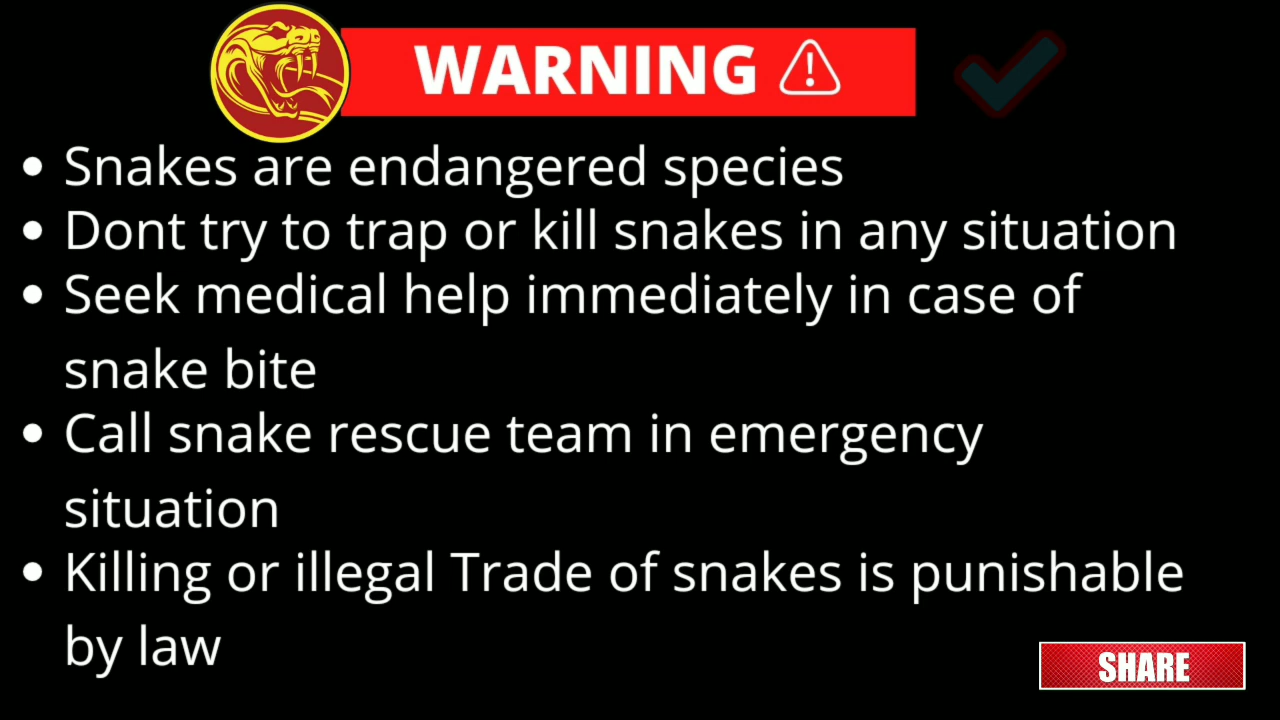 WARNING
• Snakes are endangered species
• Dont try to trap or kill snakes in any situation
• Seek medical help immediately in case of
snake bite
• Call snake rescue team in emergency
situation
• Killing or illegal Trade of snakes is punishable
by law
SHARE